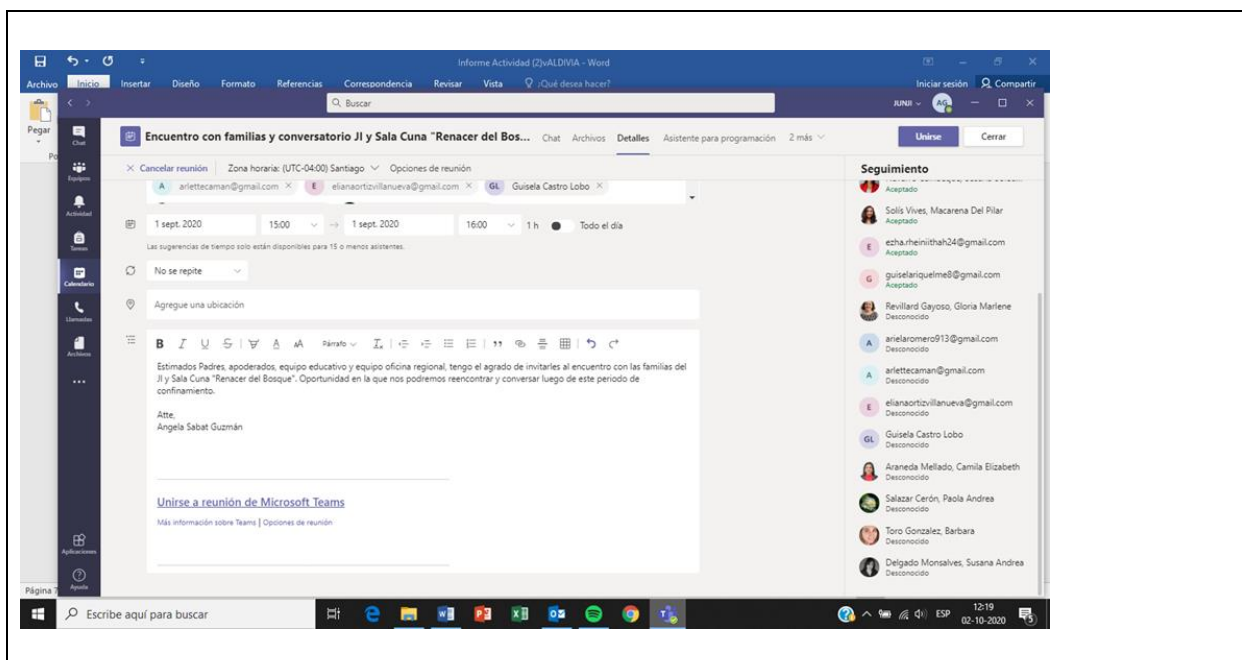 Informe Actividad (2)vALDIVIA - Word
Archivo Inicio Insertar Diseño Formato Referencias Correspondencia Revisar Vista ¿Qué desea hacer? Iniciar sesión Compartir
Buscar
JUNJI
AG
Pegar
Po
Chat
Equipos
Actividad
Tareas
Calendario
Llamadas
Archivos
Aplicaciones
Ayuda
Encuentro con familias y conversatorio JI y Sala Cuna "Renacer del Bos... Chat Archivos Detalles Asistente para programación 2 más Unirse Cerrar
Cancelar reunión Zona horaria: (UTC-04:00) Santiago Opciones de reunión
A arlettecaman@gmail.com E elianaortizvillanueva@gmail.com GL Guisela Castro Lobo
1 sept. 2020 15:00 → 1 sept. 2020 16:00 1 h Todo el día
Las sugerencias de tiempo solo están disponibles para 15 o menos asistentes.
No se repite
Agregue una ubicación
Párrafo
Estimados Padres, apoderados, equipo educativo y equipo oficina regional, tengo el agrado de invitarles al encuentro con las familias del
JI y Sala Cuna "Renacer del Bosque". Oportunidad en la que nos podremos reencontrar y conversar luego de este periodo de
confinamiento.
Atte,
Angela Sabat Guzmán
Unirse a reunión de Microsoft Teams
Más información sobre Teams | Opciones de reunión
Seguimiento
Aceptado
Solís Vives, Macarena Del Pilar
Aceptado
E ezha.rheiniithah24@gmail.com
Aceptado
G guiselariquelme8@gmail.com
Aceptado
Revillard Gayoso, Gloria Marlene
Desconocido
A arielaromero913@gmail.com
Desconocido
A arlettecaman@gmail.com
Desconocido
E elianaortizvillanueva@gmail.com
Desconocido
GL Guisela Castro Lobo
Desconocido
Araneda Mellado, Camila Elizabeth
Desconocido
Salazar Cerón, Paola Andrea
Desconocido
Toro Gonzalez, Barbara
Desconocido
Delgado Monsalves, Susana Andrea
Desconocido
Página 7
Escribe aquí para buscar
ESP
12:19
02-10-2020